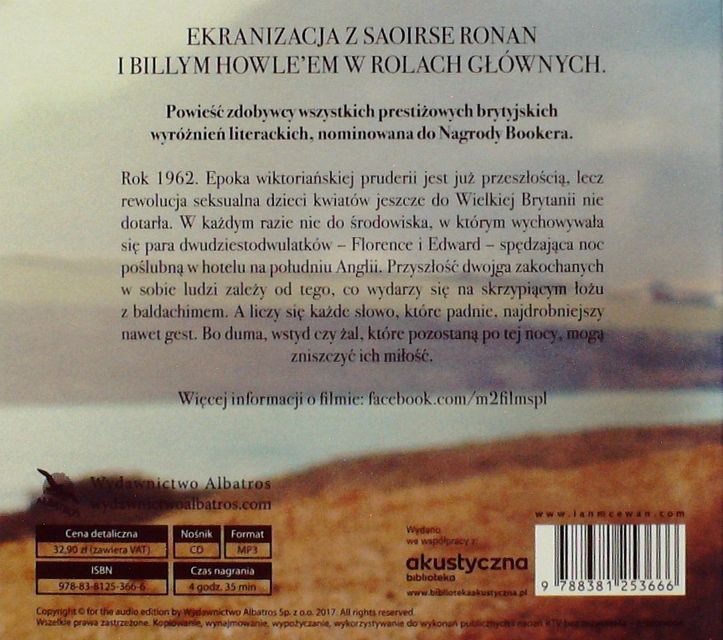 EKRANIZACJA Z SAOIRSE RONAN
I BILLYM HOWLE'EM W ROLACH GŁÓWNYCH.
Powieść zdobywcy wszystkich prestiżowych brytyjskich
wyróżnień literackich, nominowana do Nagrody Bookera.
Rok 1962. Epoka wiktoriańskiej pruderii jest już przeszłością, lecz
rewolucja seksualna dzieci kwiatów jeszcze do Wielkiej Brytanii nie
dotarła. W każdym razie nie do środowiska, w którym wychowywała
się para dwudziestodwulatków – Florence i Edward – spędzająca noc
poślubną w hotelu na południu Anglii. Przyszłość dwojga zakochanych
w sobie ludzi zależy od tego, co wydarzy się na skrzypiącym łożu
z baldachimem. A liczy się każde słowo, które padnie, najdrobniejszy
nawet gest. Bo duma, wstyd czy żal, które pozostaną po tej nocy, mogą
zniszczyć ich miłość.
Więcej informacji o filmie: facebook.com/m2filmspl
ALBATROS
Wydawnictwo Albatros
wydawnictwoalbatros.com
www.ianmcewan.com
Cena detaliczna
32,90 zł (zawiera VAT)
Nośnik
CD
Format
MP3
ISBN
978-83-8125-366-6
Czas nagrania
4 godz. 35 min
Wydano
we współpracy z:
akustyczna
biblioteka
www.bibliotekaakustyczna.pl
9 788381 253666
Copyright © for the audio edition by Wydawnictwo Albatros Sp. z o.o. 2017. All rights reserved.
Wszelkie prawa zastrzeżone. Kopiowanie, wynajmowanie, wypożyczanie, wykorzystywanie do wykonań publicznych i nadań RTV bez